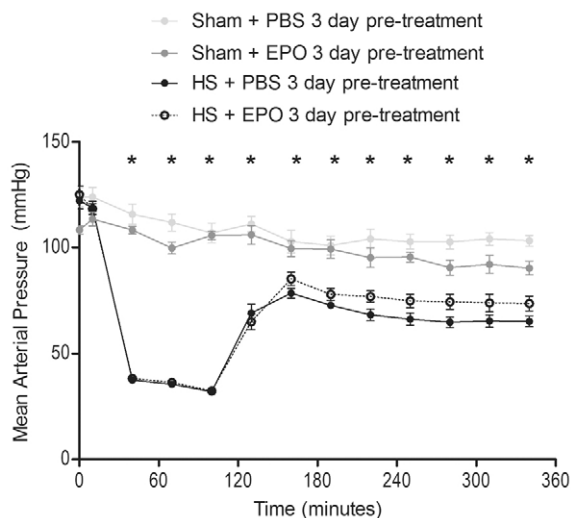 Sham + PBS 3 day pre-treatment
Sham + EPO 3 day pre-treatment
HS + PBS 3 day pre-treatment
HS + EPO 3 day pre-treatment
150
* * * * * * * * * * *
100
50
0
Mean Arterial Pressure (mmHg)
0 60 120 180 240 300 360
Time (minutes)